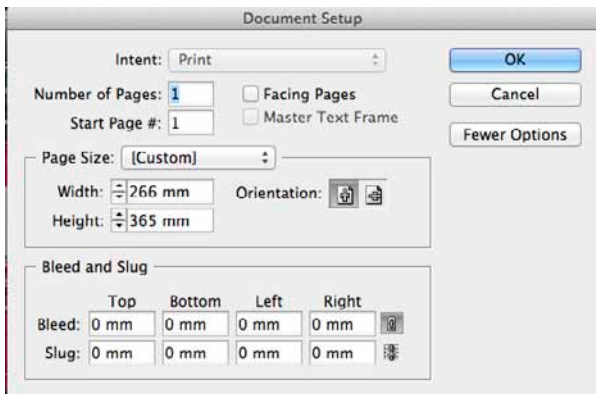 Document Setup
Intent: Print
OK
Number of Pages: 1
Facing Pages
Cancel
Start Page #: 1
Master Text Frame
Fewer Options
Page Size: [Custom]
Width: 266 mm
Orientation:
Height: 365 mm
Bleed and Slug
Top Bottom Left Right
Bleed: 0 mm 0 mm 0 mm 0 mm
Slug: 0 mm 0 mm 0 mm 0 mm